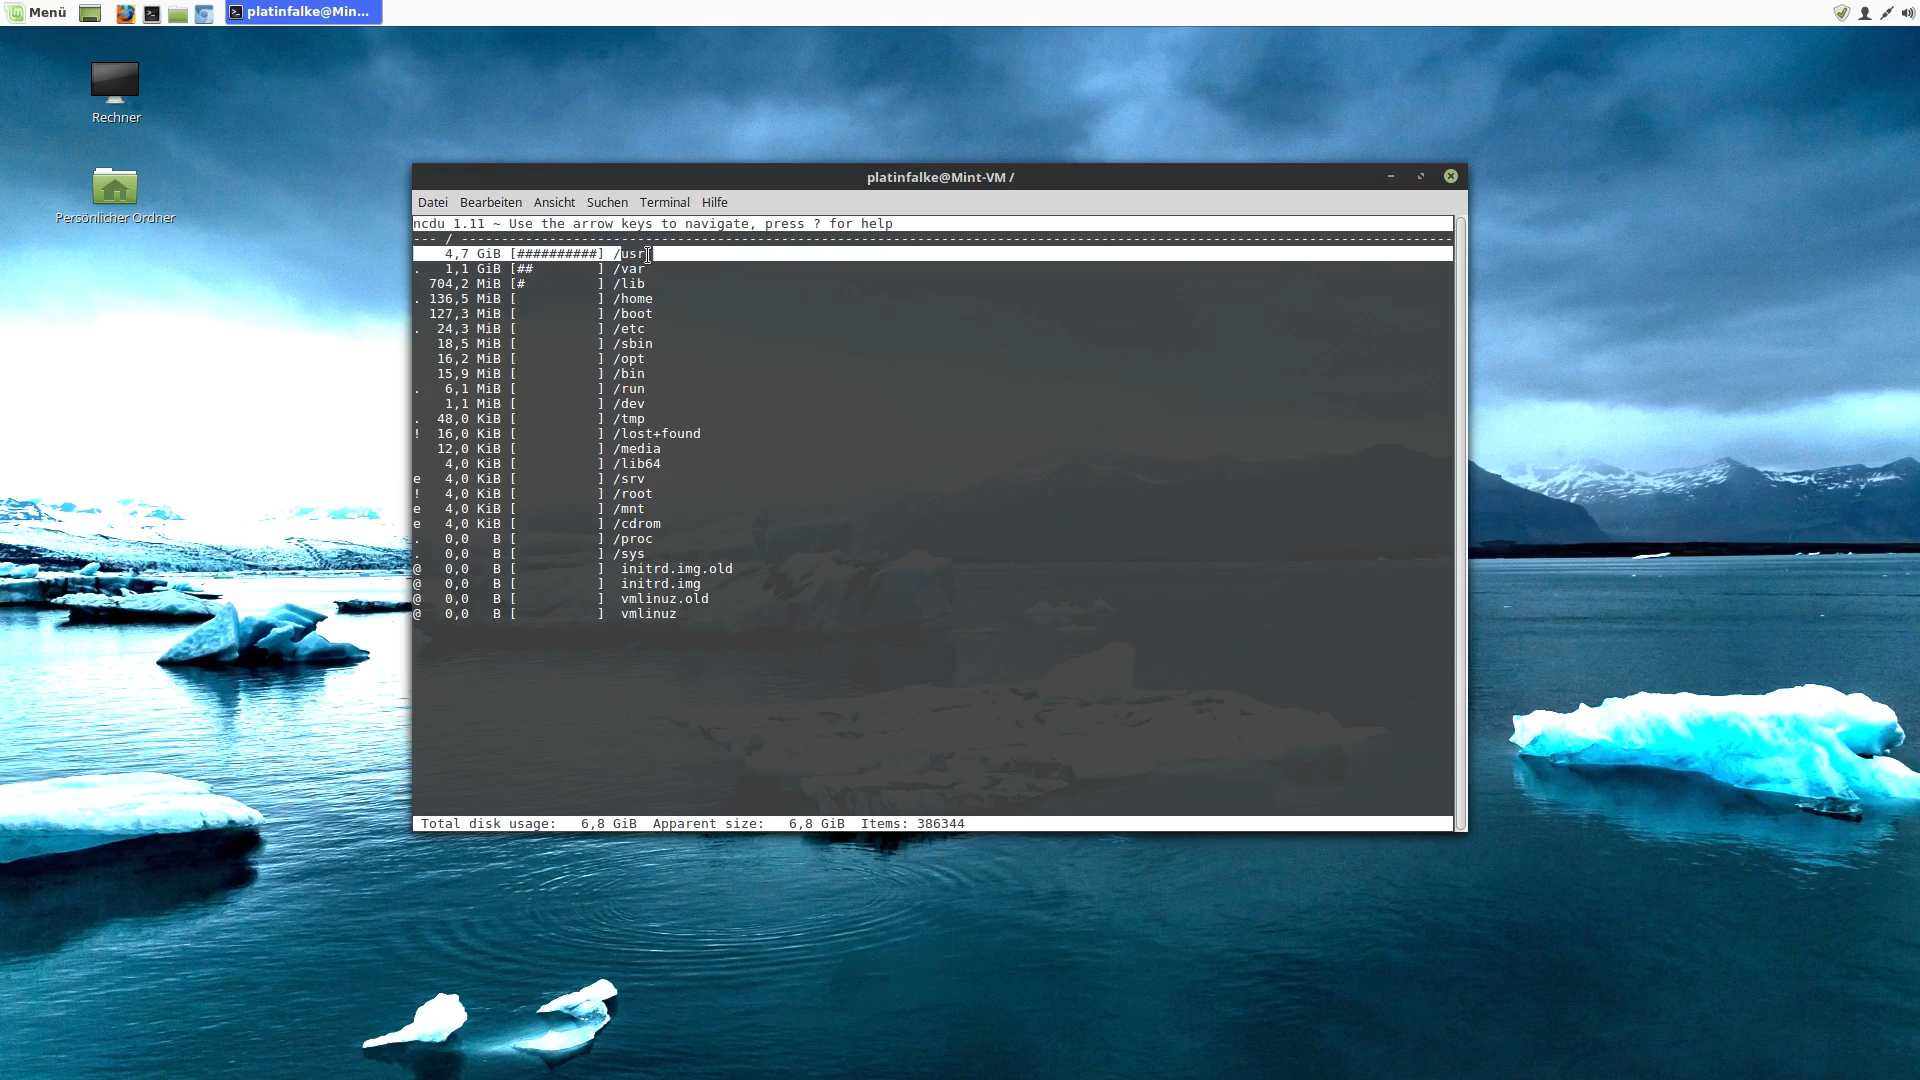 Menü platinfalke@Min...
Rechner
Persönlicher Ordner
platinfalke@Mint-VM /
Datei Bearbeiten Ansicht Suchen Terminal Hilfe
ncdu 1.11 ~ Use the arrow keys to navigate, press ? for help
--- / ----------------------------------------------------------------------------------------------------------------------------
4,7 GiB [##########] /usr
. 1,1 GiB [## ] /var
704,2 MiB [# ] /lib
. 136,5 MiB [ ] /home
127,3 MiB [ ] /boot
. 24,3 MiB [ ] /etc
18,5 MiB [ ] /sbin
16,2 MiB [ ] /opt
15,9 MiB [ ] /bin
. 6,1 MiB [ ] /run
1,1 MiB [ ] /dev
. 48,0 KiB [ ] /tmp
! 16,0 KiB [ ] /lost+found
12,0 KiB [ ] /media
4,0 KiB [ ] /lib64
e 4,0 KiB [ ] /srv
! 4,0 KiB [ ] /root
e 4,0 KiB [ ] /mnt
e 4,0 KiB [ ] /cdrom
. 0,0 B [ ] /proc
. 0,0 B [ ] /sys
@ 0,0 B [ ] initrd.img.old
@ 0,0 B [ ] initrd.img
@ 0,0 B [ ] vmlinuz.old
@ 0,0 B [ ] vmlinuz
Total disk usage: 6,8 GiB Apparent size: 6,8 GiB Items: 386344